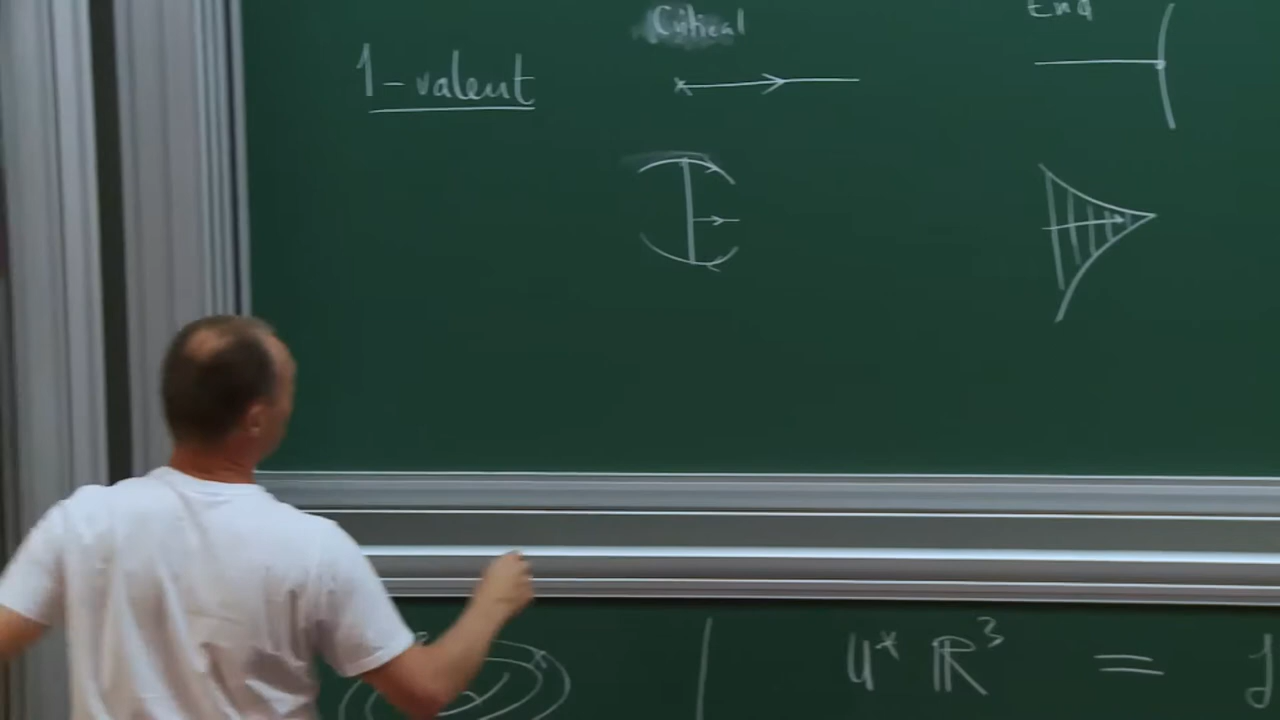 Critical End
1-valent
U* ℝ³ =